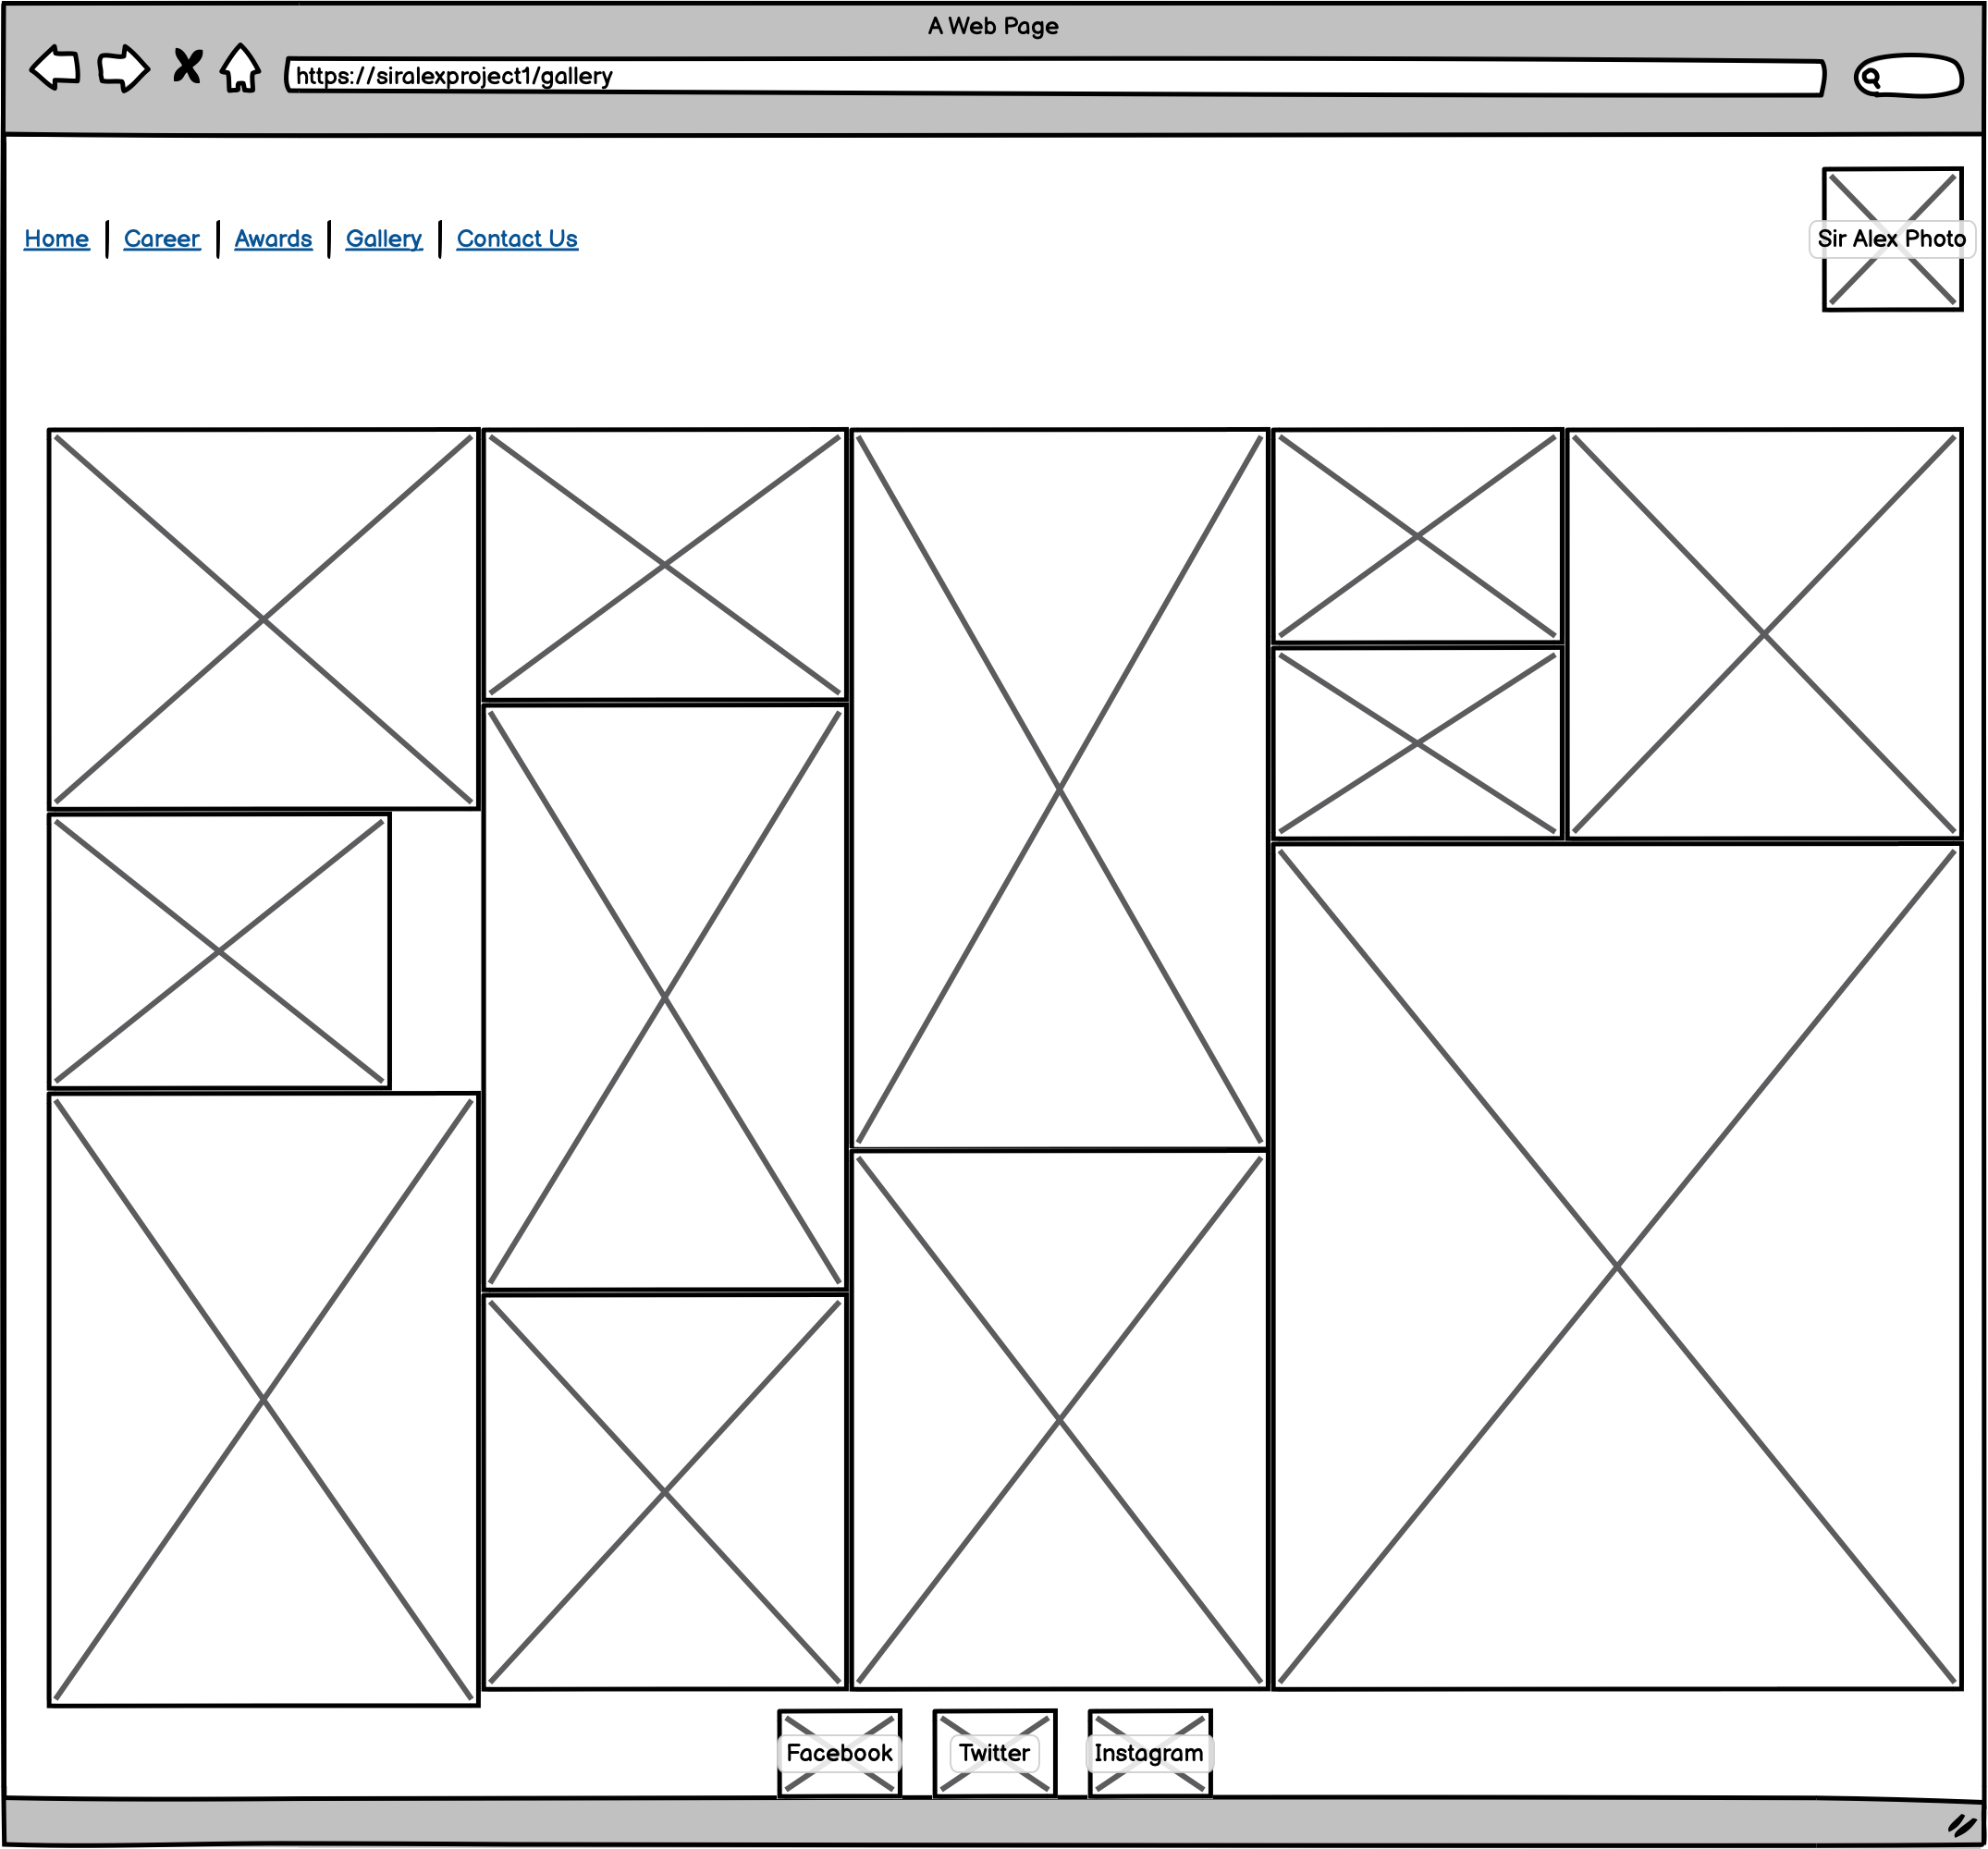 A Web Page
https://siralexproject1/gallery
Home Career Awards Gallery Contact Us
Sir Alex Photo
Facebook Twitter Instagram